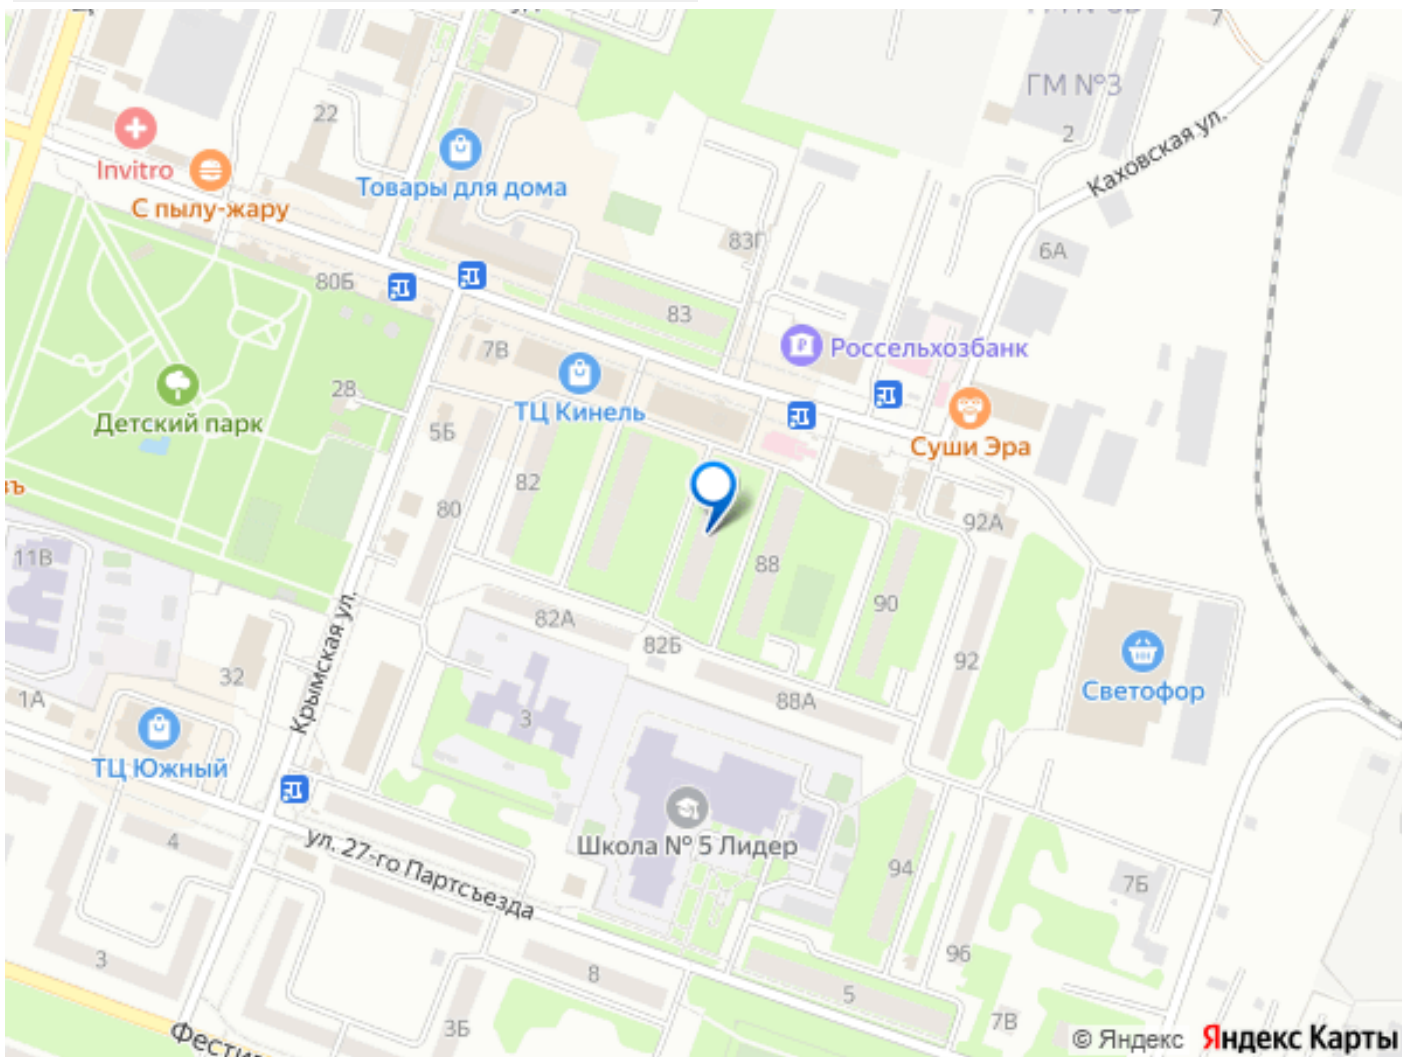 ГМ №3
7
22
2
Каховская ул.
Invitro
Товары для дома
С пылу-жару
83Г
6А
80Б
83
7В
Россельхозбанк
28
ТЦ Кинель
Детский парк
5Б
Суши Эра
въ
82
80
92А
11В
88
90
Крымская ул.
82А
82Б
92
32
1А
88А
Светофор
3
ТЦ Южный
4
ул. 27-го Партсъезда
Школа № 5 Лидер
94
7Б
3
8
96
5
3Б
7В
Фестив
© Яндекс Яндекс Карты